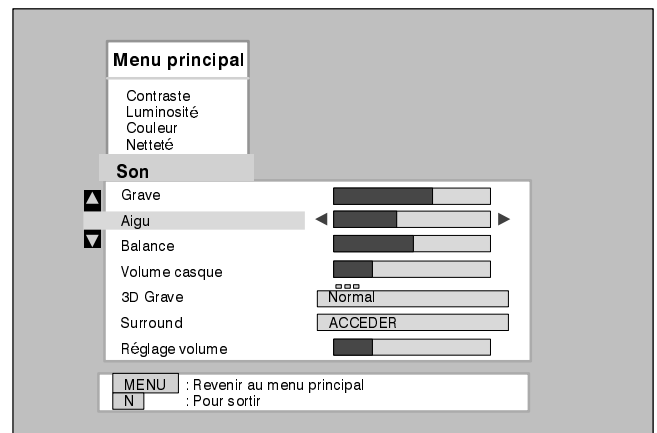 Menu principal
Contraste
Luminosité
Couleur
Netteté
Son
Grave
Aigu
Balance
Volume casque
3D Grave Normal
Surround ACCEDER
Réglage volume
MENU : Revenir au menu principal
N : Pour sortir